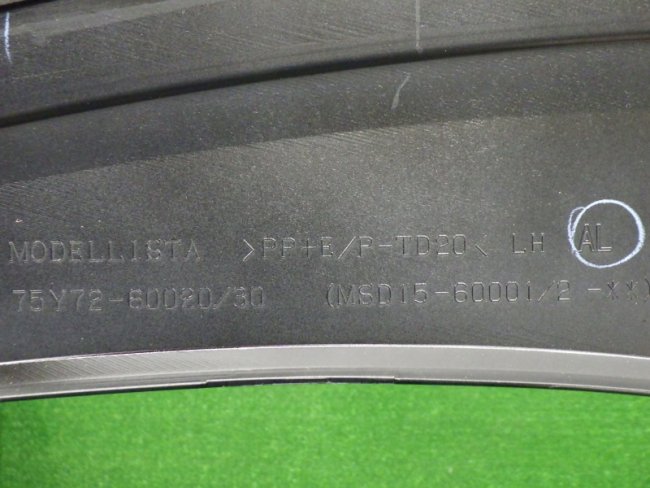 MODELLISTA >PP+E/P-TD20< LH AL
75Y72-60020/30 (MSD15-60001/2 -XX)